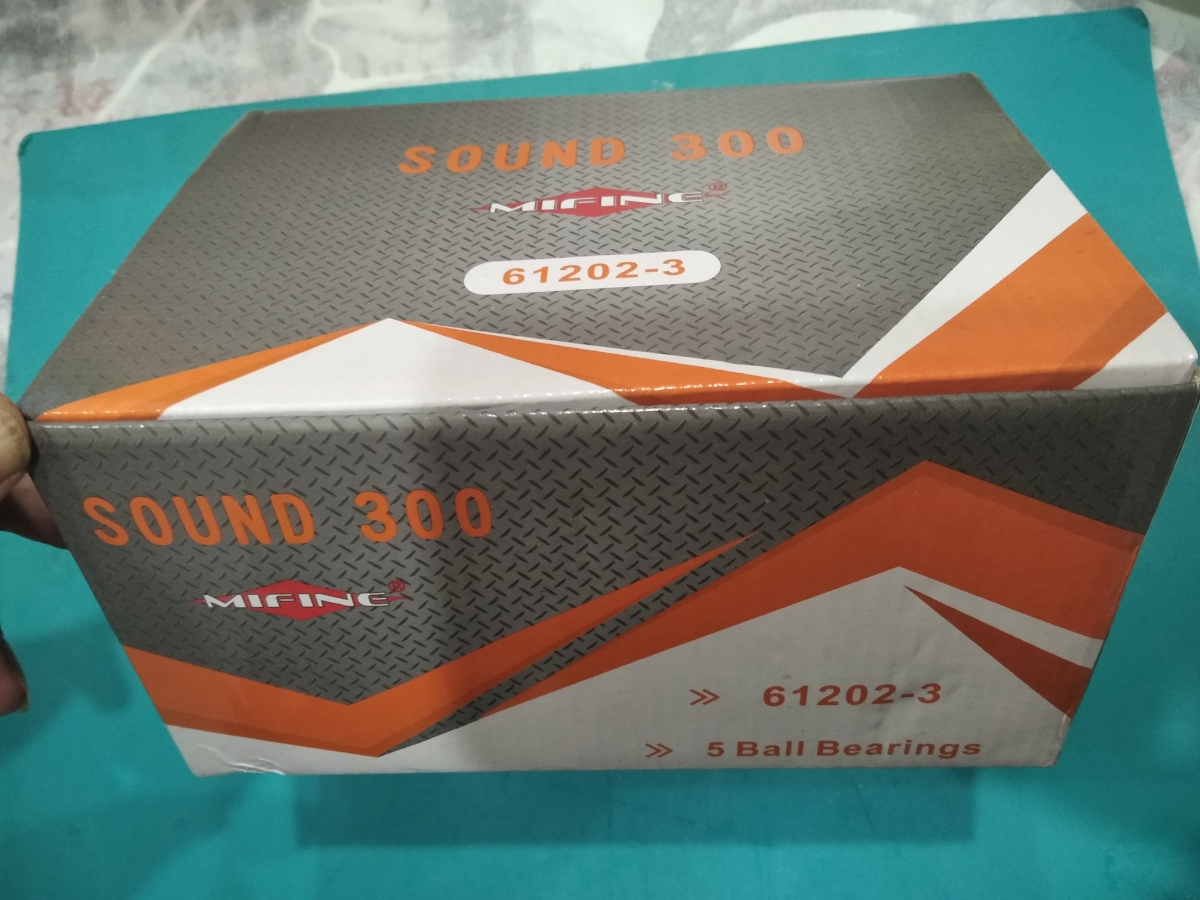 SOUND 300
MIFINE®
61202-3
SOUND 300
MIFINE®
» 61202-3
» 5 Ball Bearings